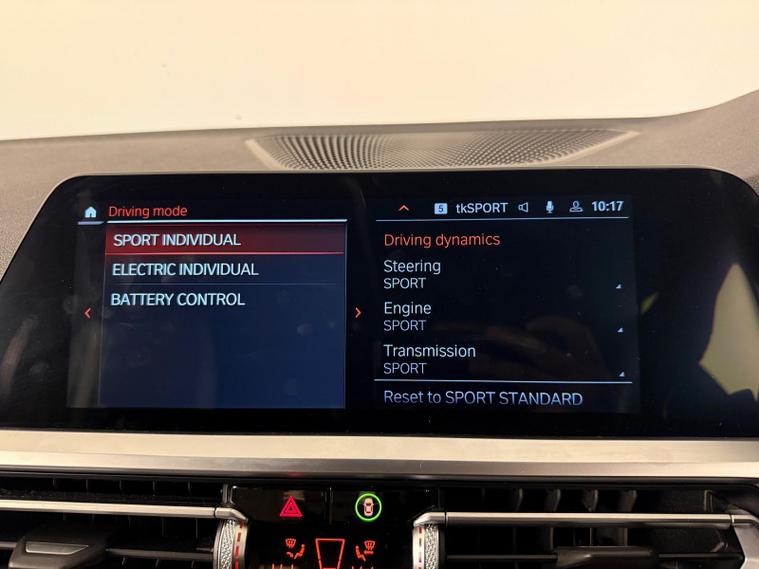 Driving mode
SPORT INDIVIDUAL
ELECTRIC INDIVIDUAL
BATTERY CONTROL
5 tkSPORT 10:17
Driving dynamics
Steering
SPORT
Engine
SPORT
Transmission
SPORT
Reset to SPORT STANDARD